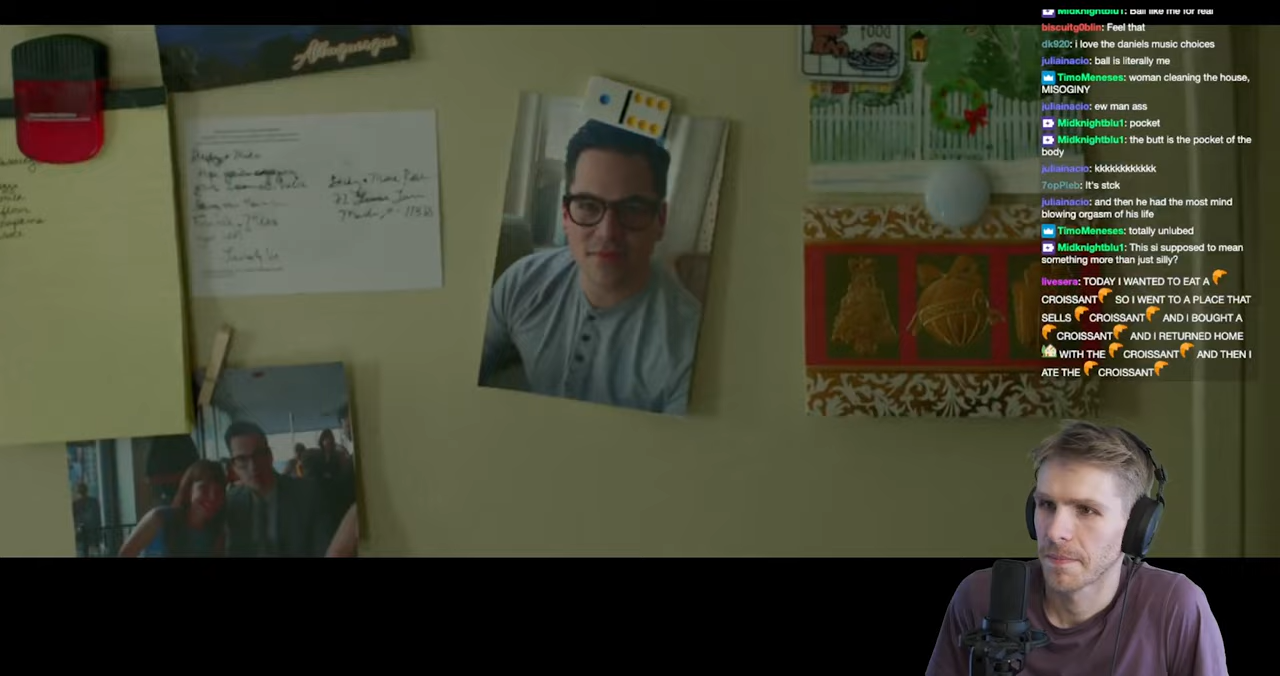 Albuquerque
food
Midknightblu1: Ball like me for real
biscuitg0blin: Feel that
dk920: i love the daniels music choices
juliainacio: ball is literally me
TimoMeneses: woman cleaning the house,
MISOGINY
juliainacio: ew man ass
Midknightblu1: pocket
Midknightblu1: the butt is the pocket of the
body
juliainacio: kkkkkkkkkkkk
7opPleb: It's stck
juliainacio: and then he had the most mind
blowing orgasm of his life
TimoMeneses: totally unlubed
Midknightblu1: This si supposed to mean
something more than just silly?
livesera: TODAY I WANTED TO EAT A 🥐
CROISSANT🥐 SO I WENT TO A PLACE THAT
SELLS 🥐CROISSANT🥐 AND I BOUGHT A
🥐CROISSANT🥐 AND I RETURNED HOME
🏡 WITH THE 🥐CROISSANT🥐 AND THEN I
ATE THE 🥐CROISSANT🥐